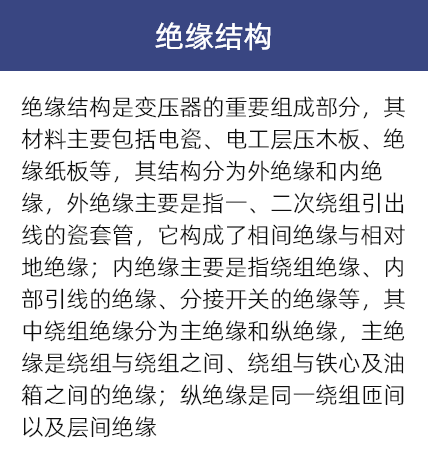 绝缘结构
绝缘结构是变压器的重要组成部分，其
材料主要包括电瓷、电工层压木板、绝
缘纸板等，其结构分为外绝缘和内绝
缘，外绝缘主要是指一、二次绕组引出
线的瓷套管，它构成了相间绝缘与相对
地绝缘；内绝缘主要是指绕组绝缘、内
部引线的绝缘、分接开关的绝缘等，其
中绕组绝缘分为主绝缘和纵绝缘，主绝
缘是绕组与绕组之间、绕组与铁心及油
箱之间的绝缘；纵绝缘是同一绕组匝间
以及层间绝缘